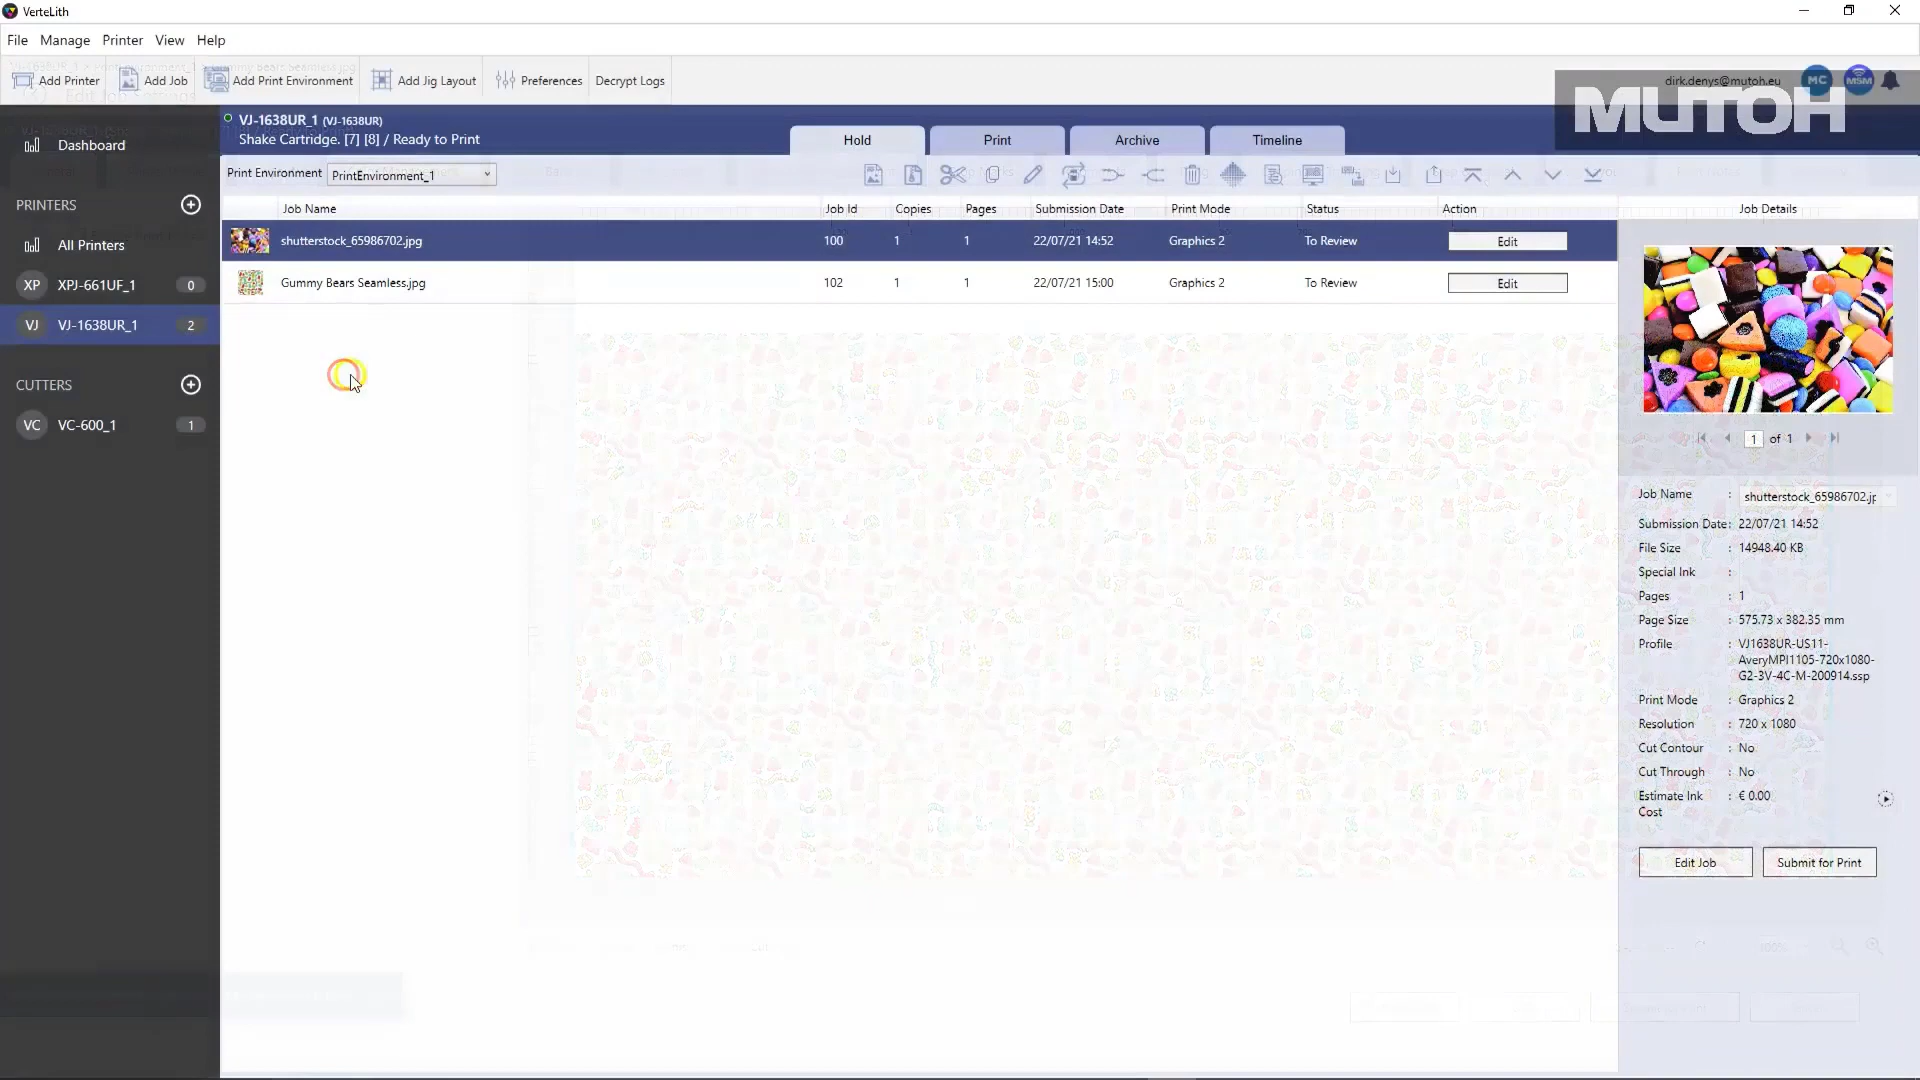 VerteLith
File Manage Printer View Help
Add Printer Add Job Add Print Environment Add Jig Layout Preferences Decrypt Logs
dirk.denys@mutoh.eu MC MSM
MUTOH
VJ-1638UR_1 (VJ-1638UR)
Shake Cartridge. [7] [8] / Ready to Print
Hold Print Archive Timeline
Dashboard
Print Environment PrintEnvironment_1
PRINTERS
All Printers
XP XPJ-661UF_1 0
VJ VJ-1638UR_1 2
CUTTERS
VC VC-600_1 1
Job Name Job Id Copies Pages Submission Date Print Mode Status Action
shutterstock_65986702.jpg 100 1 1 22/07/21 14:52 Graphics 2 To Review Edit
Gummy Bears Seamless.jpg 102 1 1 22/07/21 15:00 Graphics 2 To Review Edit
Job Details
1 of 1
Job Name : shutterstock_65986702.jp
Submission Date : 22/07/21 14:52
File Size : 14948.40 KB
Special Ink :
Pages : 1
Page Size : 575.73 x 382.35 mm
Profile : VJ1638UR-US11-
AveryMPI1105-720x1080-
G2-3V-4C-M-200914.ssp
Print Mode : Graphics 2
Resolution : 720 x 1080
Cut Contour : No
Cut Through : No
Estimate Ink : € 0.00
Cost
Edit Job Submit for Print